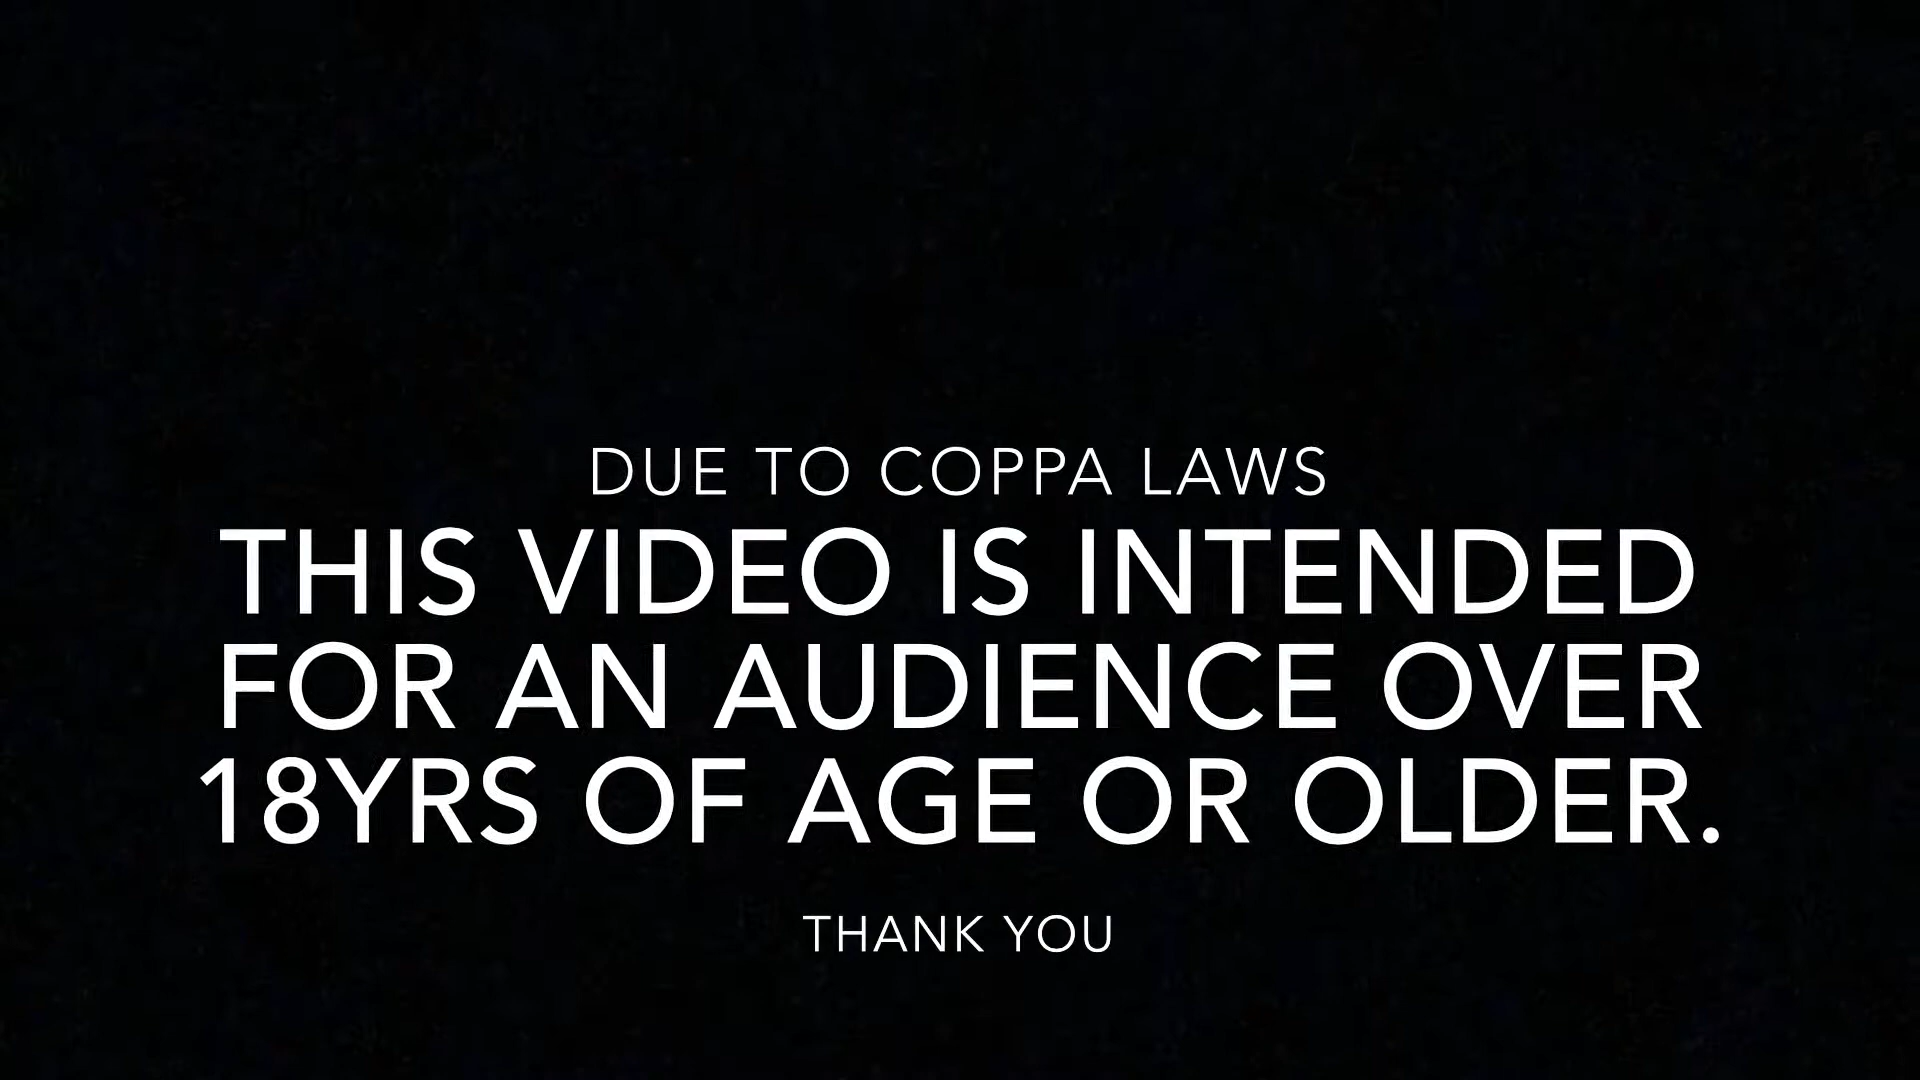 DUE TO COPPA LAWS
THIS VIDEO IS INTENDED
FOR AN AUDIENCE OVER
18YRS OF AGE OR OLDER.
THANK YOU